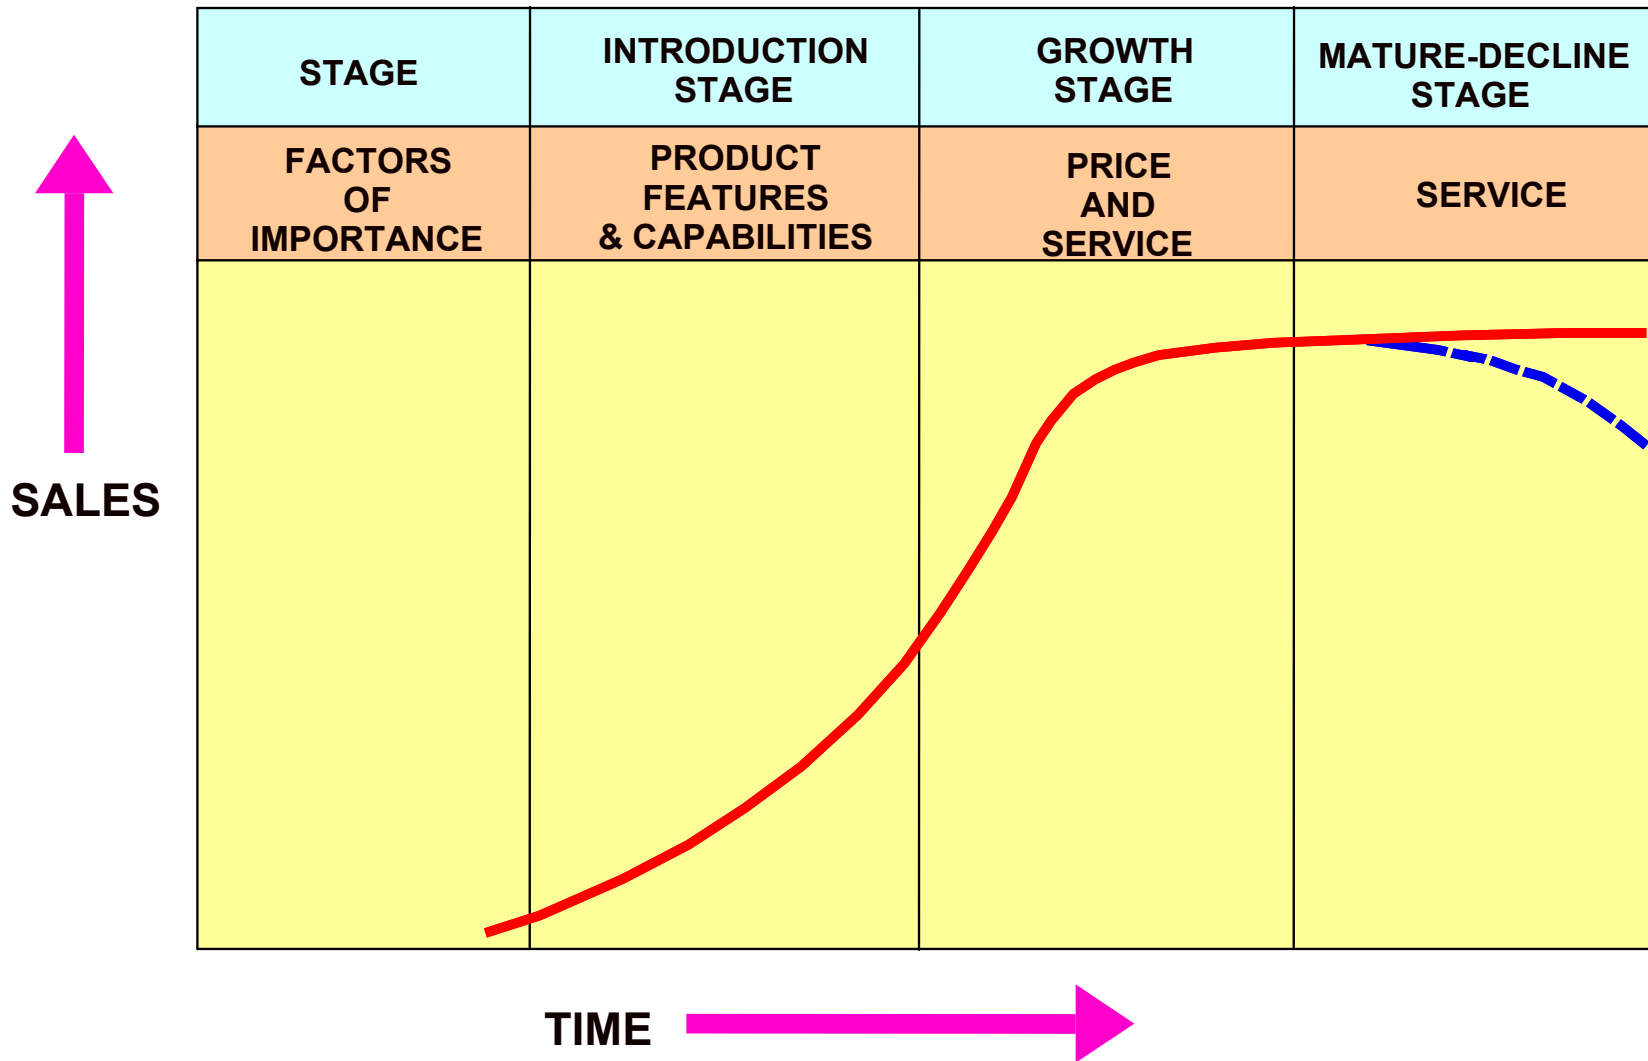 STAGE
INTRODUCTION
STAGE
GROWTH
STAGE
MATURE-DECLINE
STAGE
FACTORS
OF
IMPORTANCE
PRODUCT
FEATURES
& CAPABILITIES
PRICE
AND
SERVICE
SERVICE
SALES
TIME